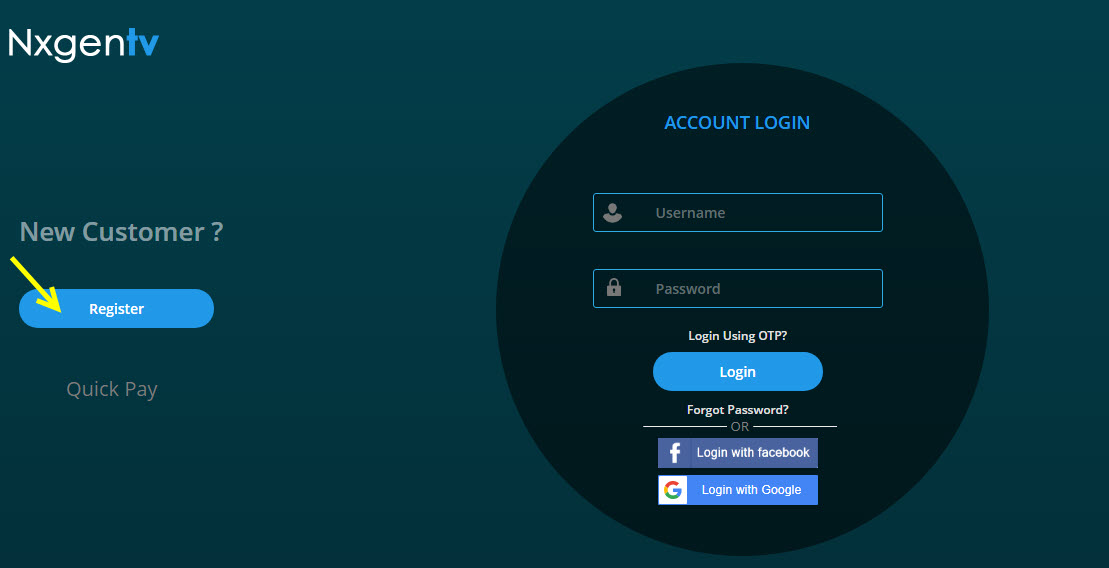 Nxgentv
New Customer ?
Register
Quick Pay
ACCOUNT LOGIN
Username
Password
Login Using OTP?
Login
Forgot Password?
OR
f Login with facebook
G Login with Google